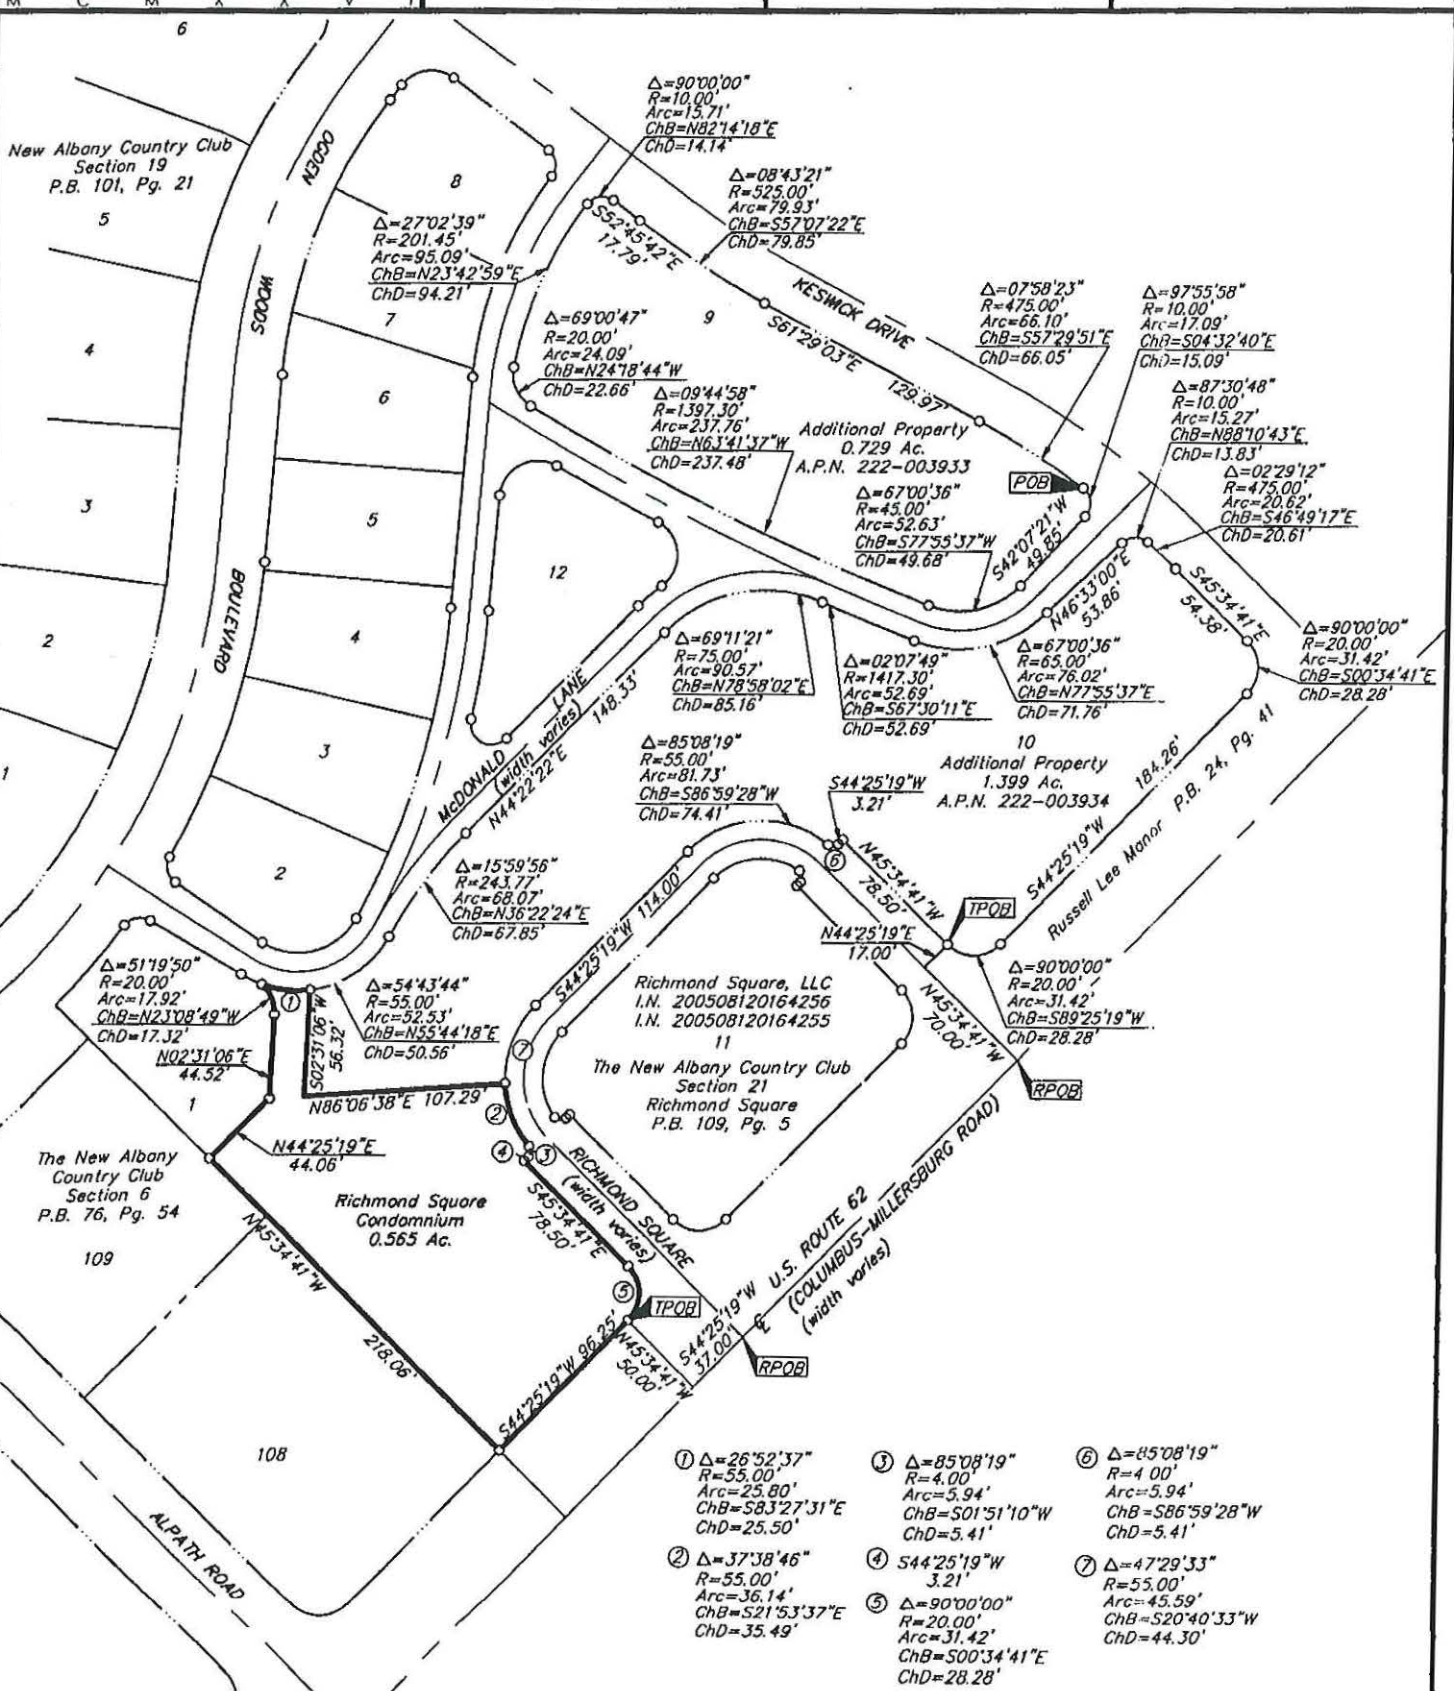 6
New Albany Country Club
Section 19
P.B. 101, Pg. 21
5
4
3
2
1
OGDEN
WOODS
BOULEVARD
8
7
6
5
4
3
2
Δ=90°00'00"
R=10.00'
Arc=15.71'
ChB=N82°14'18"E
ChD=14.14'
Δ=08°43'21"
R=525.00'
Arc=79.93'
ChB=S57°07'22"E
ChD=79.85'
S52°45'42"E
17.79'
Δ=27°02'39"
R=201.45'
Arc=95.09'
ChB=N23°42'59"E
ChD=94.21'
Δ=69°00'47"
R=20.00'
Arc=24.09'
ChB=N24°18'44"W
ChD=22.66'
9
KESWICK DRIVE
S61°29'03"E 129.97'
Δ=07°58'23"
R=475.00'
Arc=66.10'
ChB=S57°29'51"E
ChD=66.05'
Δ=97°55'58"
R=10.00'
Arc=17.09'
ChB=S04°32'40"E
ChD=15.09'
Δ=87°30'48"
R=10.00'
Arc=15.27'
ChB=N88°10'43"E
ChD=13.83'
Δ=09°44'58"
R=1397.30'
Arc=237.76'
ChB=N63°41'37"W
ChD=237.48'
Additional Property
0.729 Ac.
A.P.N. 222-003933
POB
Δ=02°29'12"
R=475.00'
Arc=20.62'
ChB=S46°49'17"E
ChD=20.61'
Δ=67°00'36"
R=45.00'
Arc=52.63'
ChB=S77°55'37"W
ChD=49.68'
S42°07'21"W
49.85'
12
N46°33'00"E
53.86'
S45°34'41"E
54.38'
Δ=90°00'00"
R=20.00'
Arc=31.42'
ChB=S00°34'41"E
ChD=28.28'
Δ=69°11'21"
R=75.00'
Arc=90.57'
ChB=N78°58'02"E
ChD=85.16'
Δ=02°07'49"
R=1417.30'
Arc=52.69'
ChB=S67°30'11"E
ChD=52.69'
Δ=67°00'36"
R=65.00'
Arc=76.02'
ChB=N77°55'37"E
ChD=71.76'
McDONALD LANE
(width varies)
N44°22'22"E 148.33'
10
Additional Property
1.399 Ac.
A.P.N. 222-003934
Δ=85°08'19"
R=55.00'
Arc=81.73'
ChB=S86°59'28"W
ChD=74.41'
S44°25'19"W
3.21'
6
S44°25'19"W 184.26'
Russell Lee Manor P.B. 24, Pg. 41
N45°34'41"W
78.50'
TPOB
Δ=15°59'56"
R=243.77'
Arc=68.07'
ChB=N36°22'24"E
ChD=67.85'
S44°25'19"W 114.00'
N44°25'19"E
17.00'
Δ=51°19'50"
R=20.00'
Arc=17.92'
ChB=N23°08'49"W
ChD=17.32'
1
Δ=54°43'44"
R=55.00'
Arc=52.53'
ChB=N55°44'18"E
ChD=50.56'
Richmond Square, LLC
I.N. 200508120164256
I.N. 200508120164255
11
The New Albany Country Club
Section 21
Richmond Square
P.B. 109, Pg. 5
Δ=90°00'00"
R=20.00'
Arc=31.42'
ChB=S89°25'19"W
ChD=28.28'
N45°34'41"W
70.00'
RPOB
N02°31'06"E
44.52'
S02°31'06"W
56.32'
7
N86°06'38"E 107.29'
1
2
4
3
N44°25'19"E
44.06'
The New Albany
Country Club
Section 6
P.B. 76, Pg. 54
109
Richmond Square
Condomnium
0.565 Ac.
S45°34'41"E
78.50'
RICHMOND SQUARE
(width varies)
N45°34'41"W
218.06'
5
TPOB
S44°25'19"W 96.25'
N45°34'41"W
50.00'
S44°25'19"W
37.00'
U.S. ROUTE 62
(COLUMBUS-MILLERSBURG ROAD)
(width varies)
RPOB
108
ALPATH ROAD
① Δ=26°52'37"
R=55.00'
Arc=25.80'
ChB=S83°27'31"E
ChD=25.50'
② Δ=37°38'46"
R=55.00'
Arc=36.14'
ChB=S21°53'37"E
ChD=35.49'
③ Δ=85°08'19"
R=4.00'
Arc=5.94'
ChB=S01°51'10"W
ChD=5.41'
④ S44°25'19"W
3.21'
⑤ Δ=90°00'00"
R=20.00'
Arc=31.42'
ChB=S00°34'41"E
ChD=28.28'
⑥ Δ=85°08'19"
R=4.00'
Arc=5.94'
ChB=S86°59'28"W
ChD=5.41'
⑦ Δ=47°29'33"
R=55.00'
Arc=45.59'
ChB=S20°40'33"W
ChD=44.30'